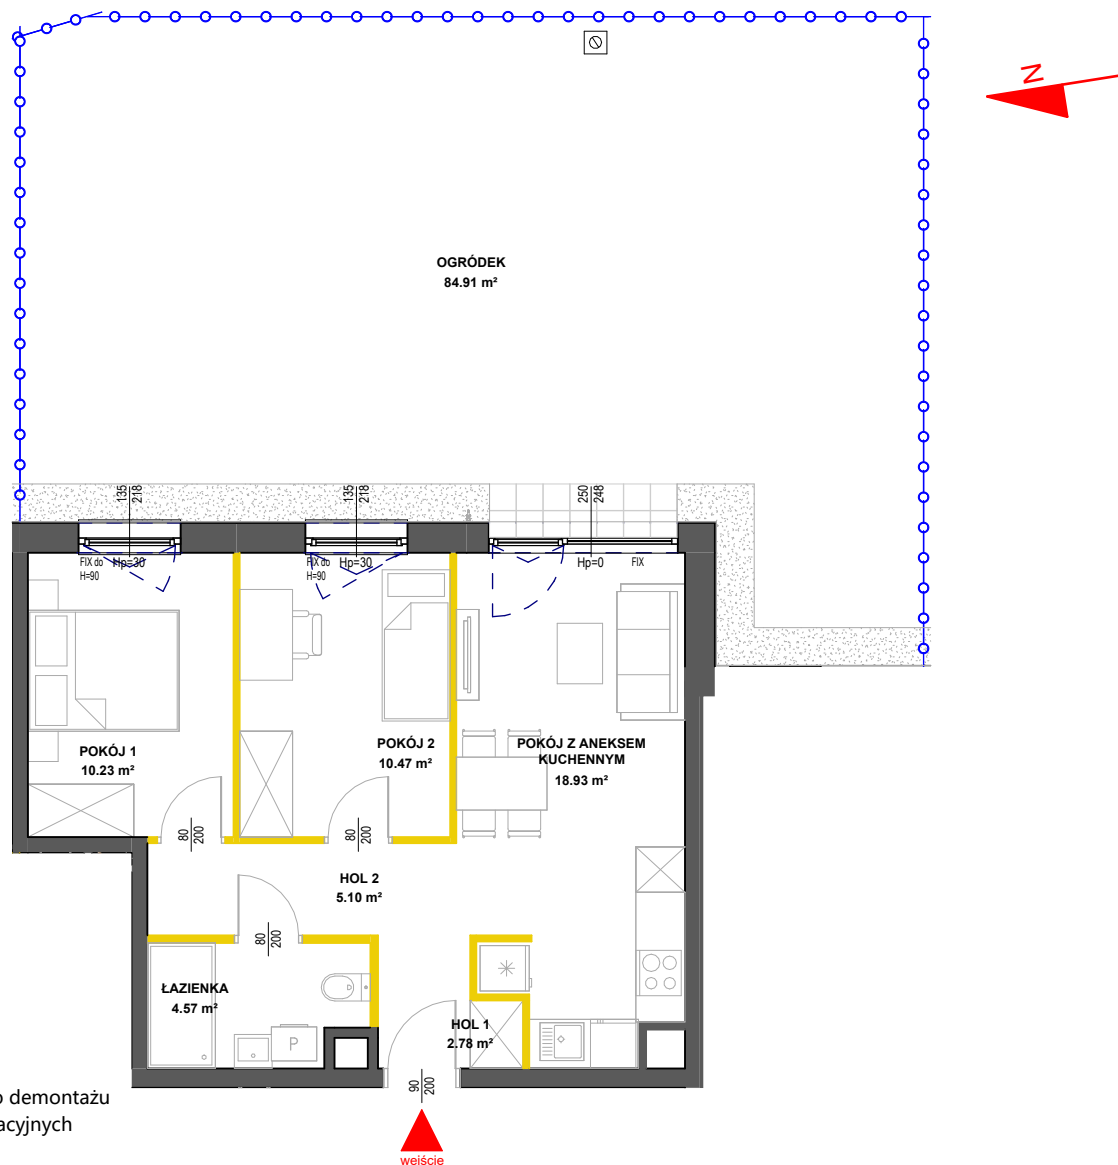 N
OGRÓDEK
84.91 m²
135
218
135
218
250
248
FIX do
H=90
Hp=30
FIX do
H=90
Hp=30
Hp=0
FIX
POKÓJ 1
10.23 m²
POKÓJ 2
10.47 m²
POKÓJ Z ANEKSEM
KUCHENNYM
18.93 m²
80
200
80
200
HOL 2
5.10 m²
80
200
ŁAZIENKA
4.57 m²
P
HOL 1
2.78 m²
90
200
demontażu
acyjnych
wejście